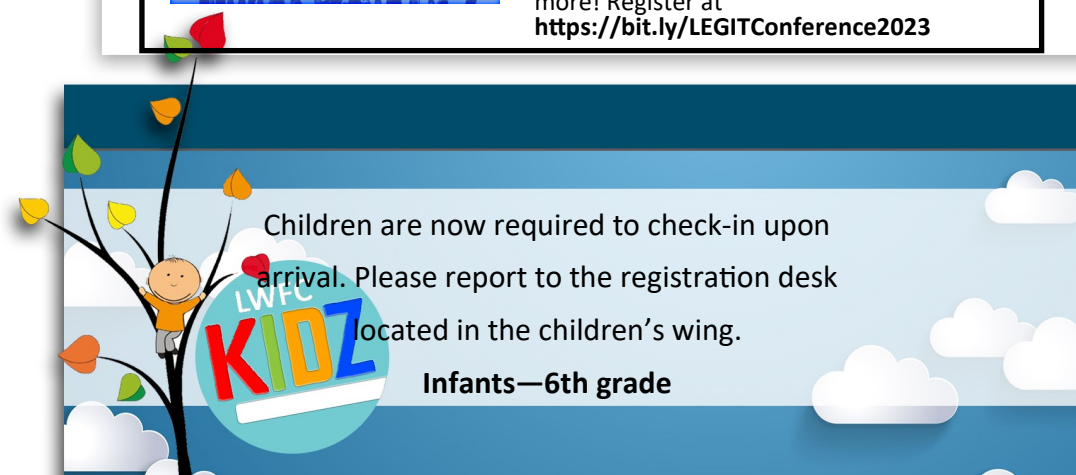 more! Register at
https://bit.ly/LEGITConference2023
Children are now required to check-in upon
arrival. Please report to the registration desk
located in the children's wing.
Infants—6th grade
LWFC
KIDZ